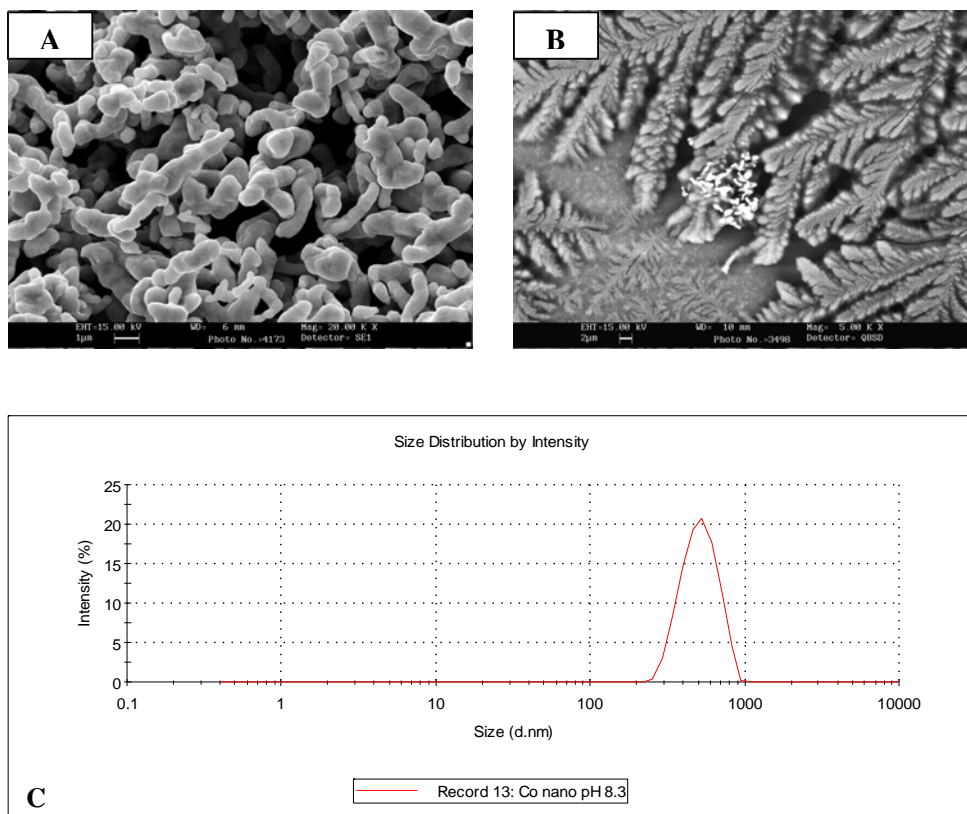 A
EHT=15.00 kV WD= 6 mm Mag= 20.00 K X
1µm Photo No.=4173 Detector= SE1
B
EHT=15.00 kV WD= 10 mm Mag= 5.00 K X
2µm Photo No.=3498 Detector= QBSD
Size Distribution by Intensity
Intensity (%)
25
20
15
10
5
0
0.1 1 10 100 1000 10000
Size (d.nm)
C
Record 13: Co nano pH 8.3